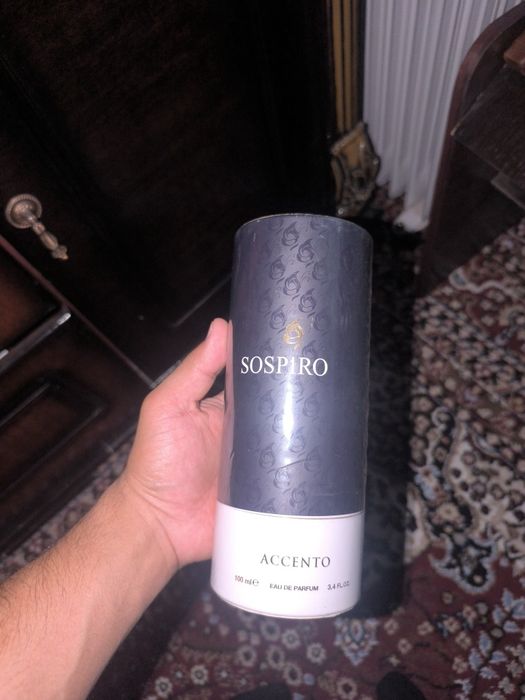 SOSPIRO
ACCENTO
100 ml℮ EAU DE PARFUM 3,4 FL.OZ.